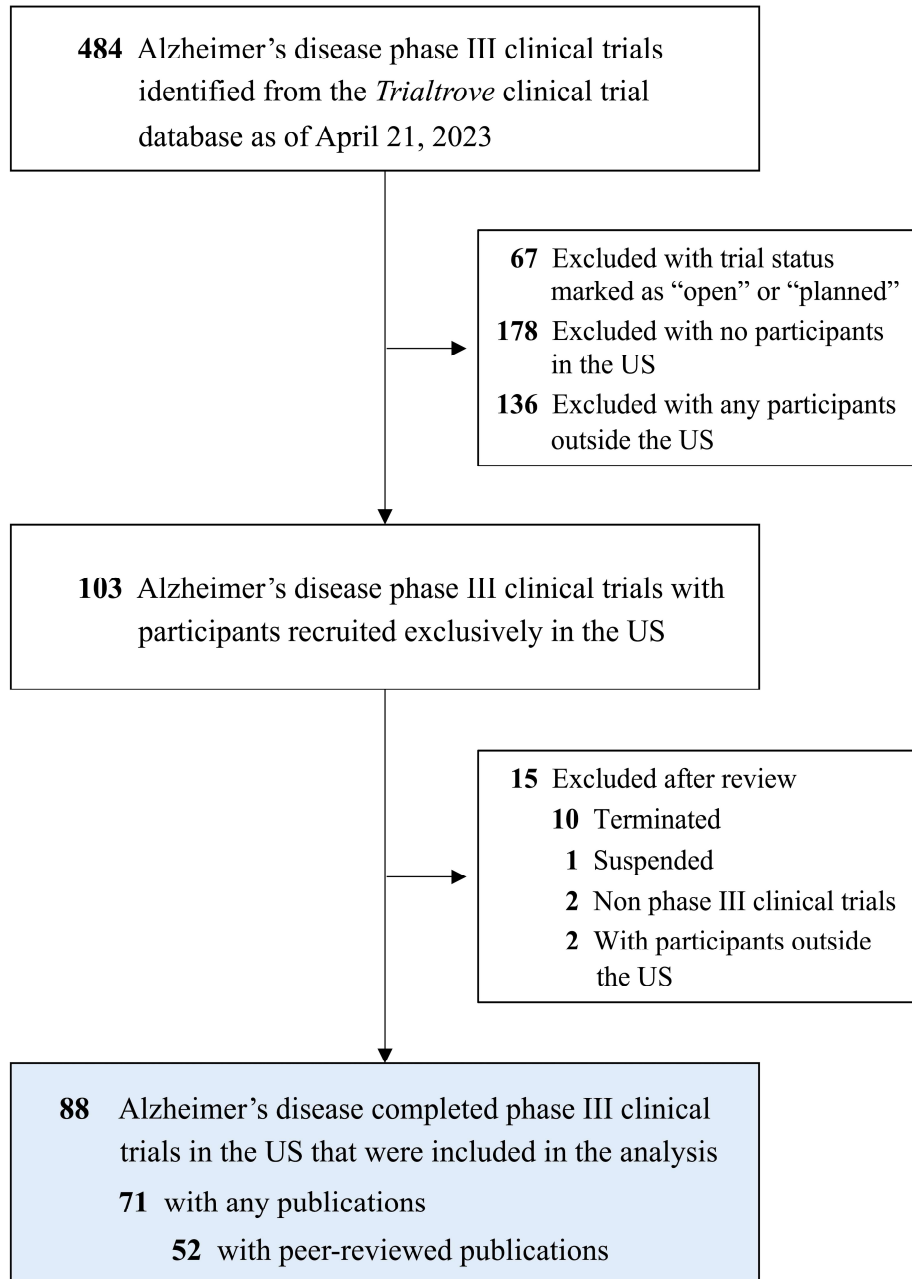 484 Alzheimer’s disease phase III clinical trials
identified from the Trialtrove clinical trial
database as of April 21, 2023
67 Excluded with trial status
marked as “open” or “planned”
178 Excluded with no participants
in the US
136 Excluded with any participants
outside the US
103 Alzheimer’s disease phase III clinical trials with
participants recruited exclusively in the US
15 Excluded after review
10 Terminated
1 Suspended
2 Non phase III clinical trials
2 With participants outside
the US
88 Alzheimer’s disease completed phase III clinical
trials in the US that were included in the analysis
71 with any publications
52 with peer-reviewed publications